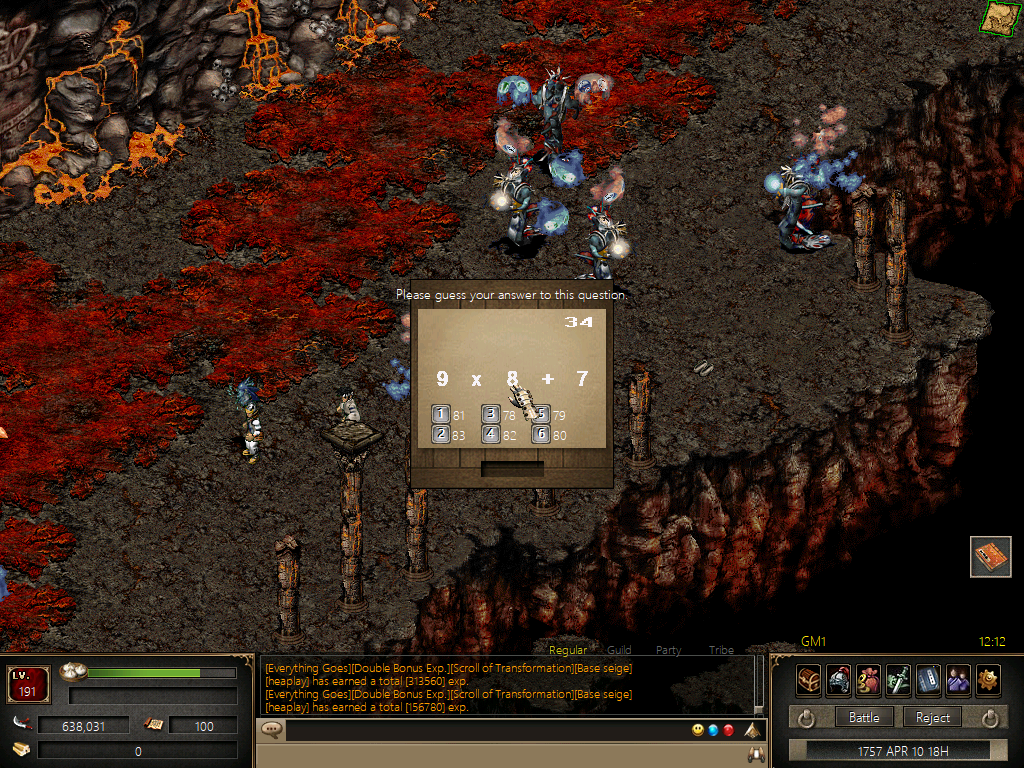 Please guess your answer to this question.
34
9 x 8 + 7
1 81 3 78 5 79
2 83 4 82 6 80
GM1 12:12
Regular Guild Party Tribe
[Everything Goes][Double Bonus Exp.][Scroll of Transformation][Base seige]
[heaplay] has earned a total [313560] exp.
[Everything Goes][Double Bonus Exp.][Scroll of Transformation][Base seige]
[heaplay] has earned a total [156780] exp.
LV.
191
638,031 100
0
Battle Reject
1757 APR 10 18H